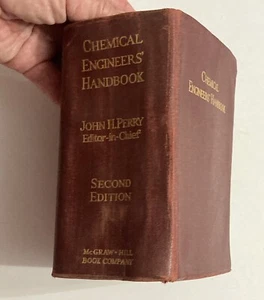 CHEMICAL
ENGINEERS'
HANDBOOK
JOHN H. PERRY
Editor-in-Chief
SECOND
EDITION
McGRAW-HILL
BOOK COMPANY
CHEMICAL
ENGINEERS' HANDBOOK